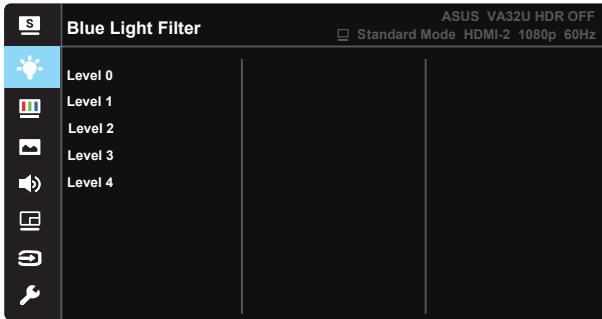 S
Blue Light Filter
ASUS VA32U HDR OFF
Standard Mode HDMI-2 1080p 60Hz
Level 0
Level 1
Level 2
Level 3
Level 4